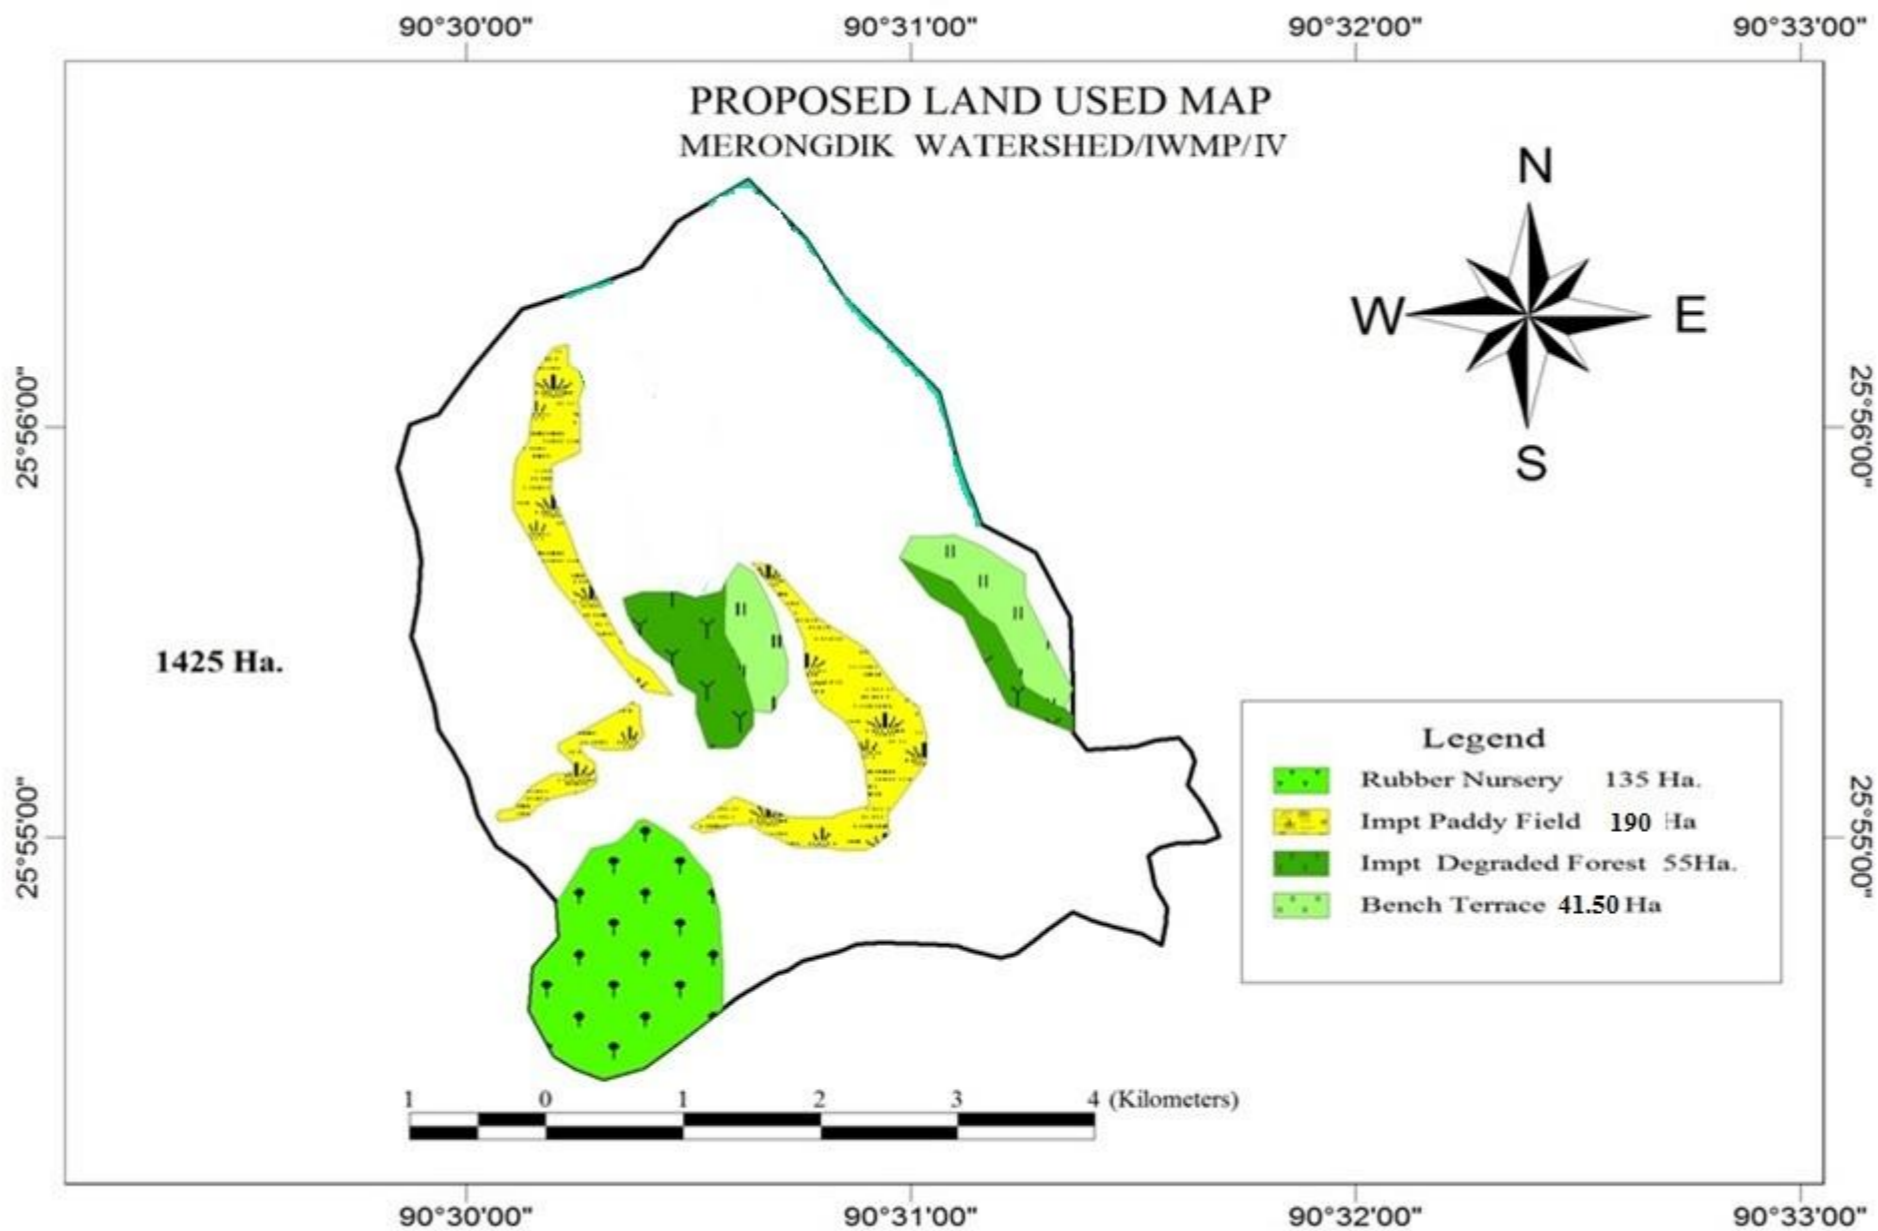 90°30'00" 90°31'00" 90°32'00" 90°33'00"
PROPOSED LAND USED MAP
MERONGDIK WATERSHED/IWMP/IV
N
W E
S
25°56'00" 25°56'00"
1425 Ha.
Legend
Rubber Nursery 135 Ha.
Impt Paddy Field 190 Ha
Impt Degraded Forest 55Ha.
Bench Terrace 41.50 Ha
25°55'00" 25°55'00"
1 0 1 2 3 4 (Kilometers)
90°30'00" 90°31'00" 90°32'00" 90°33'00"